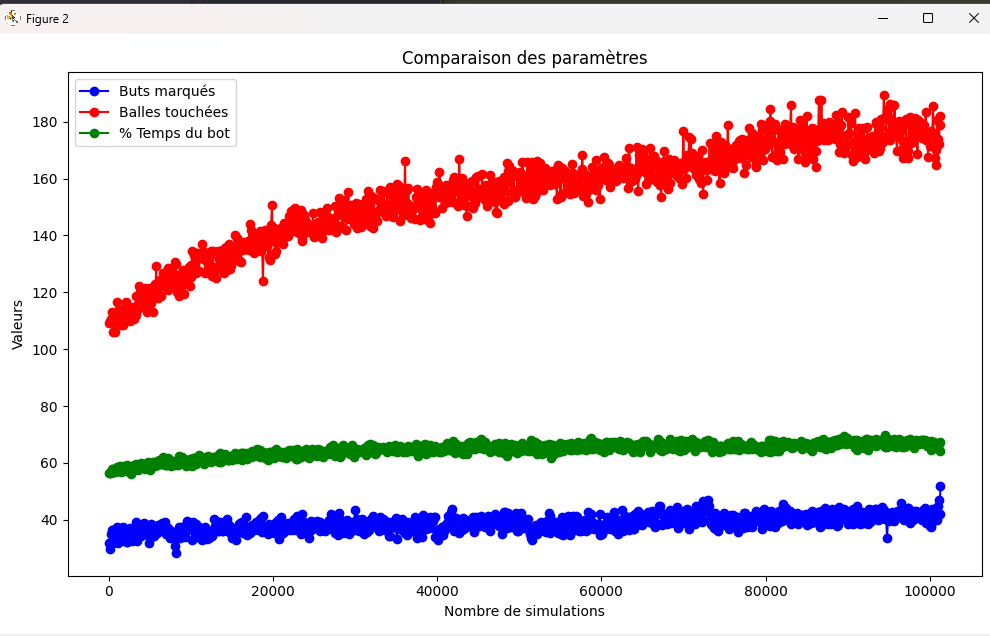 Figure 2
Comparaison des paramètres
Buts marqués
Balles touchées
% Temps du bot
Valeurs
180
160
140
120
100
80
60
40
0 20000 40000 60000 80000 100000
Nombre de simulations